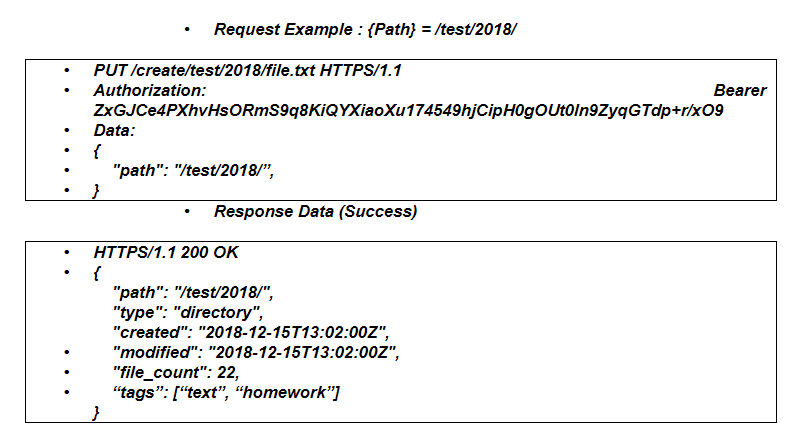 • Request Example : {Path} = /test/2018/
• PUT /create/test/2018/file.txt HTTPS/1.1
• Authorization: Bearer
ZxGJCe4PXhvHsORmS9q8KiQYXiaoXu174549hjCipH0gOUt0In9ZyqGTdp+r/xO9
• Data:
• {
• "path": "/test/2018/”,
• }
• Response Data (Success)
• HTTPS/1.1 200 OK
• {
"path": "/test/2018/",
"type": "directory",
"created": "2018-12-15T13:02:00Z",
• "modified": "2018-12-15T13:02:00Z",
• "file_count": 22,
• “tags”: [“text”, “homework”]
}